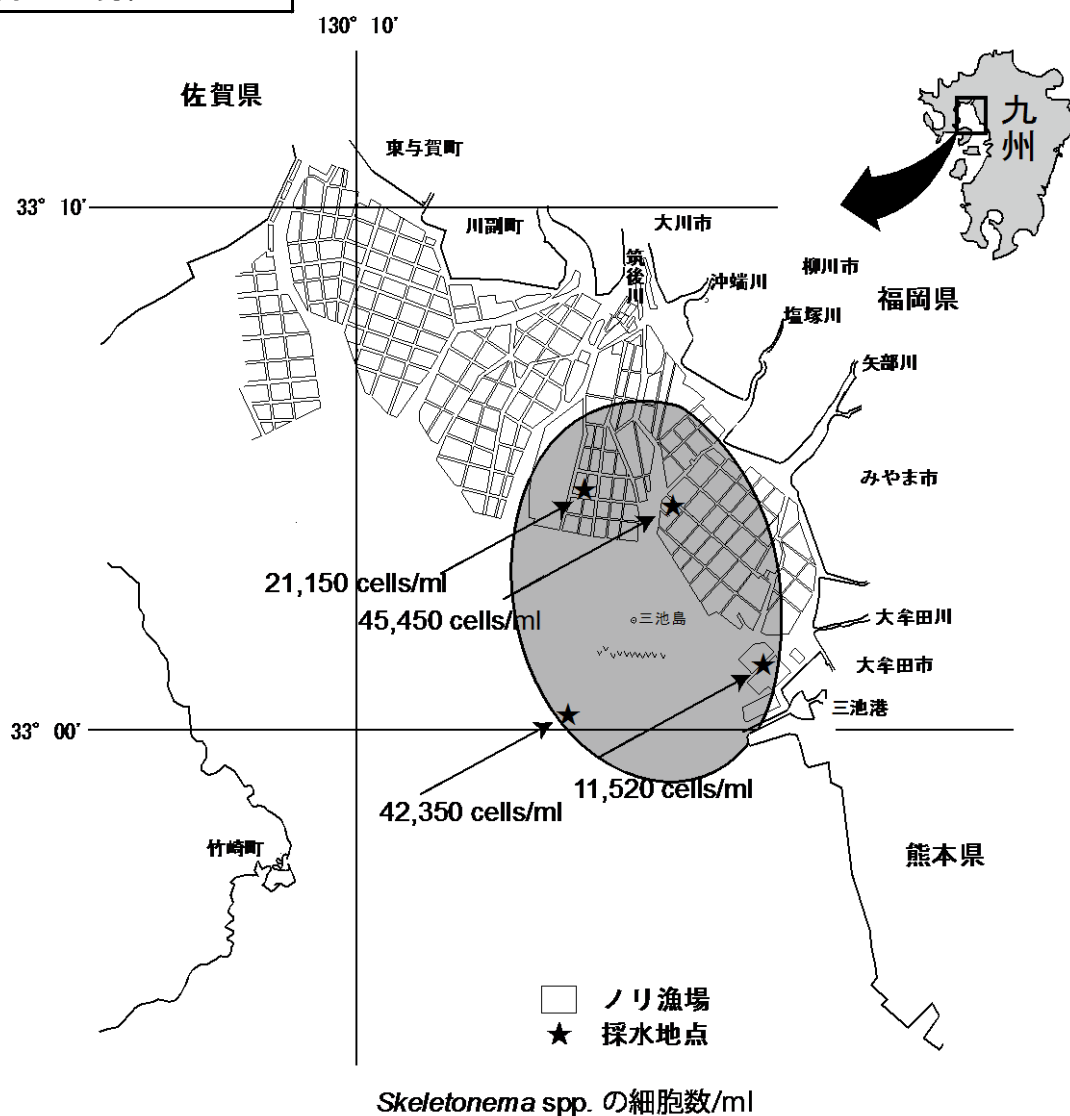 130° 10′
佐賀県
九州
東与賀町
33° 10′
川副町
大川市
筑後川
沖端川
柳川市
福岡県
塩塚川
矢部川
みやま市
21,150 cells/ml
45,450 cells/ml
三池島
大牟田川
大牟田市
三池港
33° 00′
11,520 cells/ml
42,350 cells/ml
竹崎町
熊本県
ノリ漁場
★ 採水地点
Skeletonema spp. の細胞数/ml